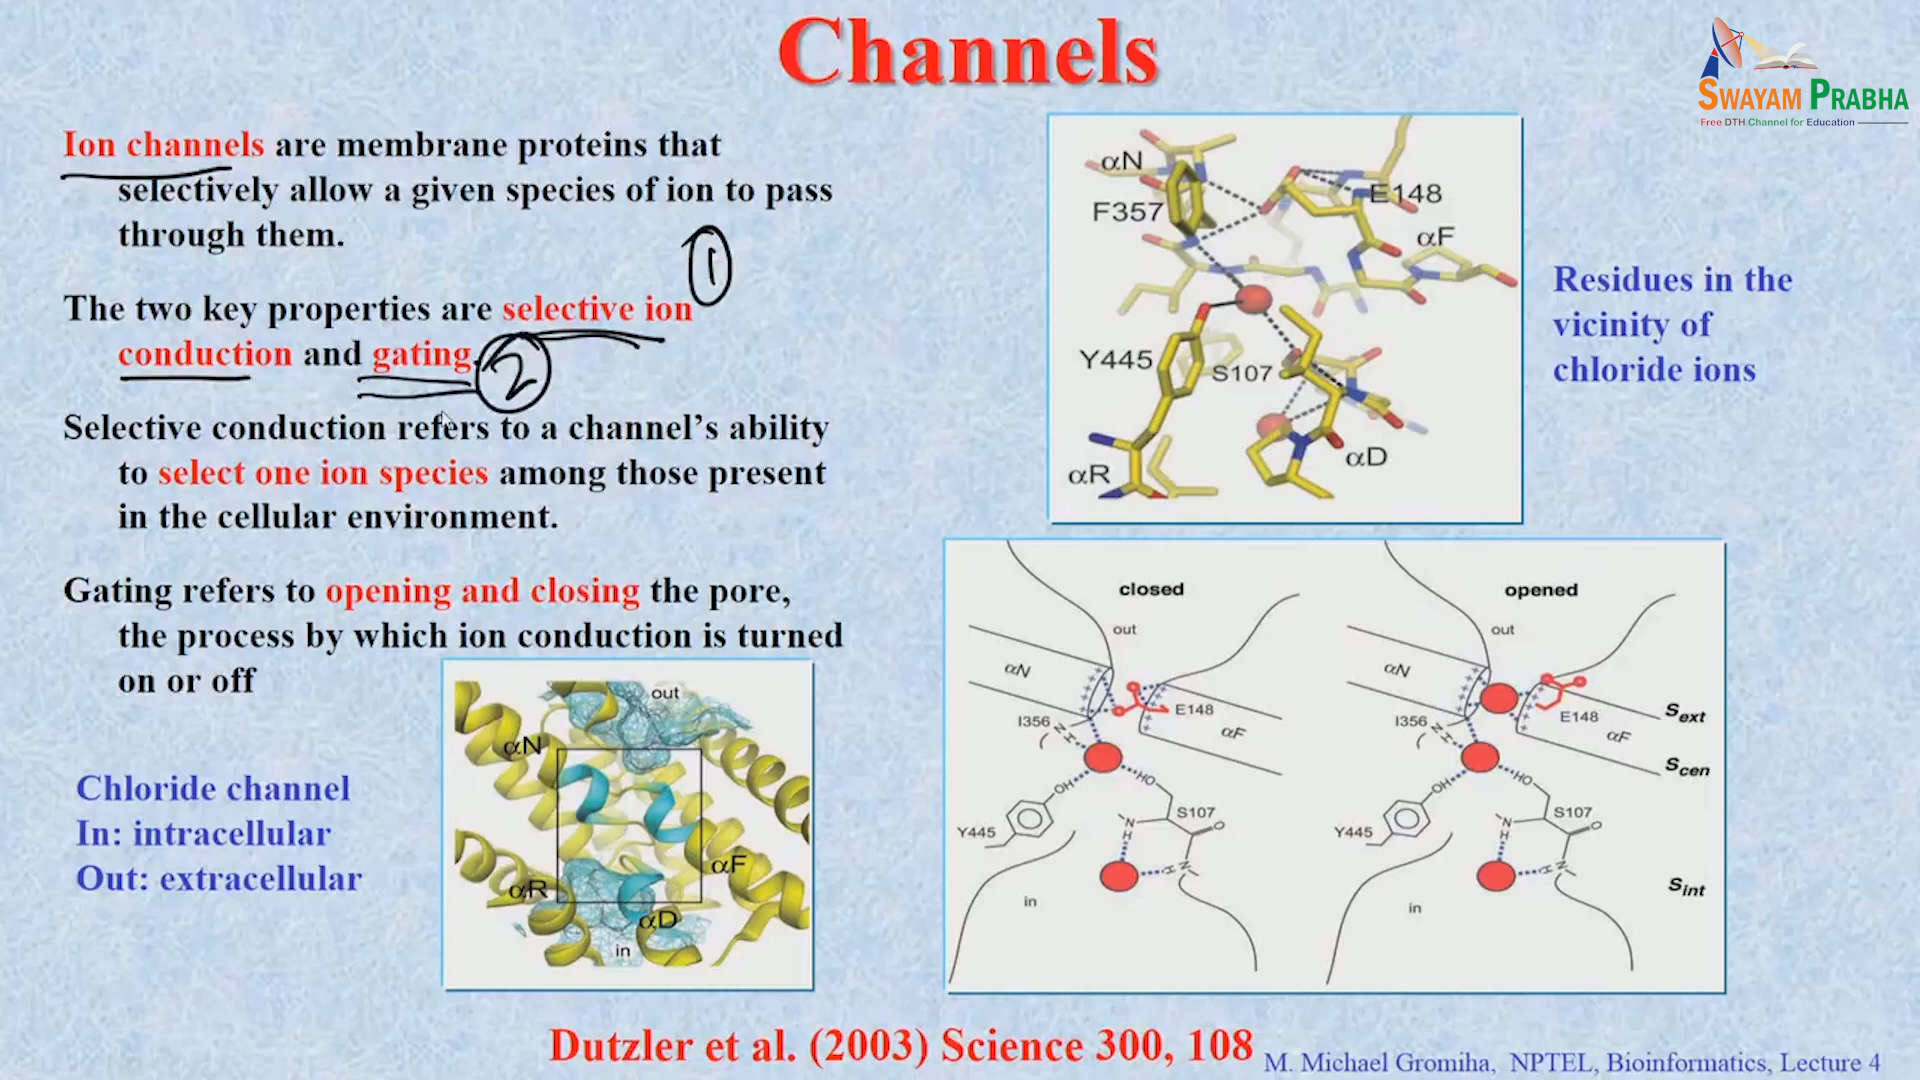 Channels
SWAYAM PRABHA
Free DTH Channel for Education
Ion channels are membrane proteins that
selectively allow a given species of ion to pass
through them.
1
The two key properties are selective ion
conduction and gating.
2
Selective conduction refers to a channel's ability
to select one ion species among those present
in the cellular environment.
Gating refers to opening and closing the pore,
the process by which ion conduction is turned
on or off
αN
F357
E148
αF
Y445
S107
αD
αR
Residues in the
vicinity of
chloride ions
Chloride channel
In: intracellular
Out: extracellular
out
αN
αF
αR
αD
in
closed
out
αN
I356
E148
αF
N
H
OH
HO
S107
Y445
N
H
O
N
H
in
opened
out
αN
I356
E148
αF
Sext
Scen
N
H
OH
HO
S107
Y445
N
H
O
N
H
Sint
in
Dutzler et al. (2003) Science 300, 108
M. Michael Gromiha, NPTEL, Bioinformatics, Lecture 4